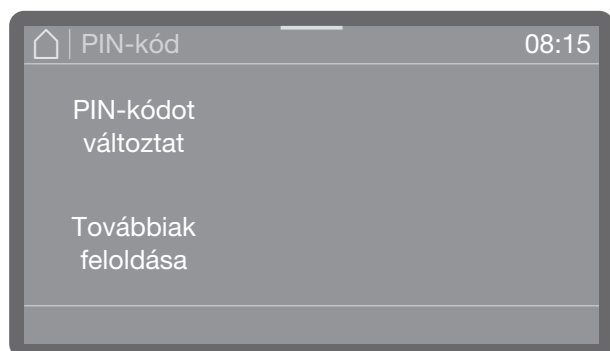 PIN-kód 08:15
PIN-kódot
változtat
Továbbiak
feloldása